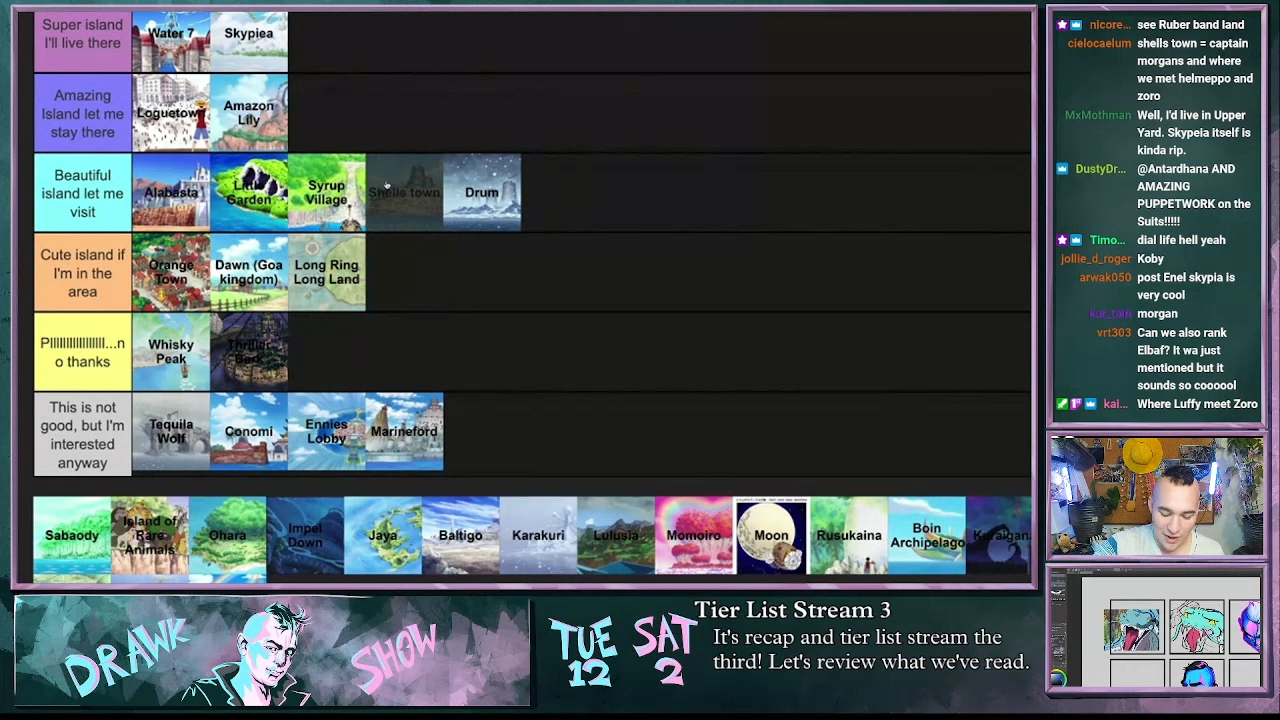 Super island
I'll live there
Water 7
Skypiea
Amazing
Island let me
stay there
Loguetown
Amazon
Lily
Beautiful
island let me
visit
Alabasta
Little
Garden
Syrup
Village
Shells town
Drum
Cute island if
I'm in the
area
Orange
Town
Dawn (Goa
kingdom)
Long Ring
Long Land
Plllllllllllllllll...n
o thanks
Whisky
Peak
Thriller
Bark
This is not
good, but I'm
interested
anyway
Tequila
Wolf
Conomi
Ennies
Lobby
Marineford
Sabaody
Island of
Rare
Animals
Ohara
Impel
Down
Jaya
Baltigo
Karakuri
Lulusia
Momoiro
Moon
Rusukaina
Boin
Archipelago
Kuraigan
nicore... see Ruber band land
cielocaelum shells town = captain
morgans and where
we met helmeppo and
zoro
MxMothman Well, I'd live in Upper
Yard. Skypeia itself is
kinda rip.
DustyDr... @Antardhana AND
AMAZING
PUPPETWORK on the
Suits!!!!!
Timo... dial life hell yeah
jollie_d_roger Koby
arwak050 post Enel skypia is
very cool
kur_tain morgan
vrt303 Can we also rank
Elbaf? It wa just
mentioned but it
sounds so coooool
kai... Where Luffy meet Zoro
DRAWK
SHOW
TUE
12
SAT
2
Tier List Stream 3
It's recap and tier list stream the
third! Let's review what we've read.